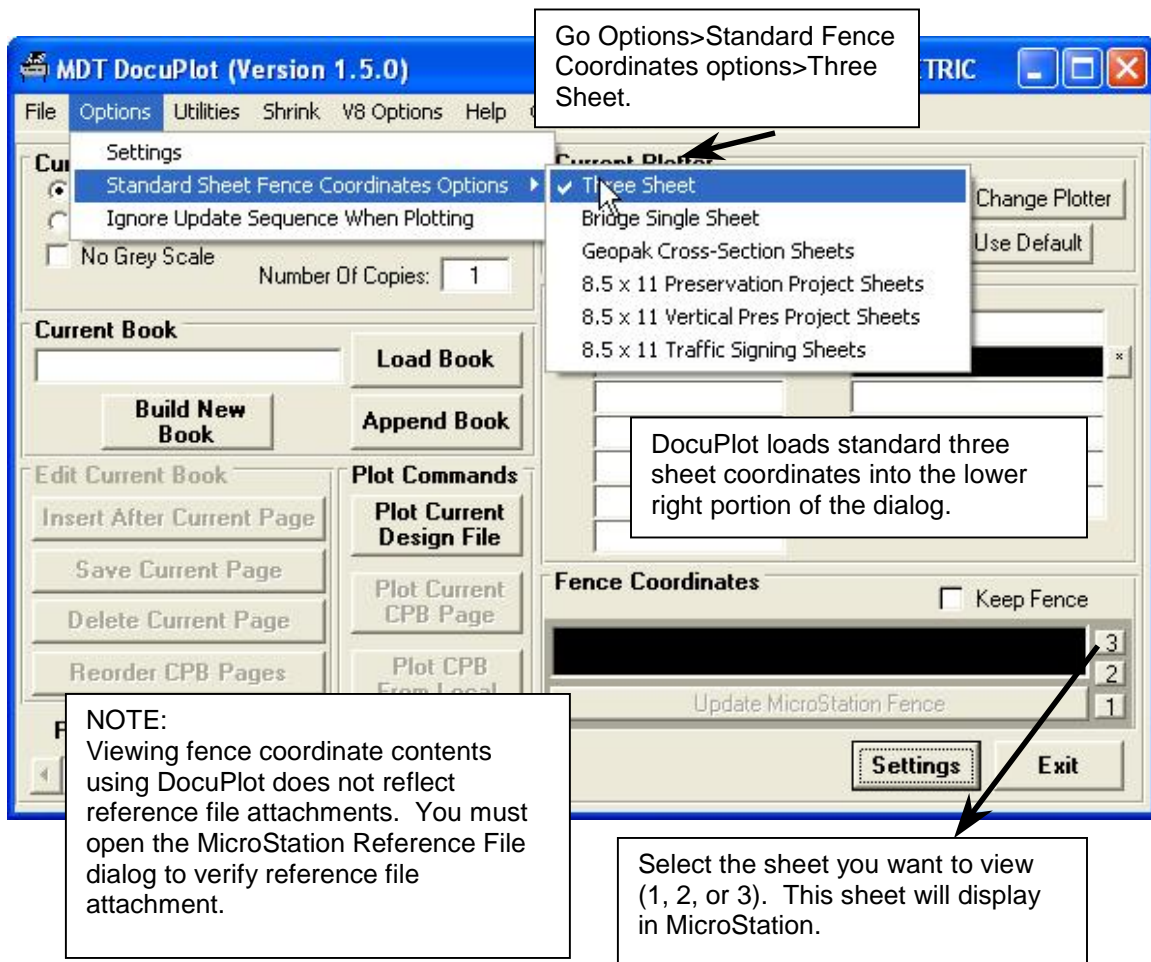 Go Options>Standard Fence
Coordinates options>Three
Sheet.
MDT DocuPlot (Version 1.5.0)
File Options Utilities Shrink V8 Options Help
Settings
Standard Sheet Fence Coordinates Options
Ignore Update Sequence When Plotting
Three Sheet
Bridge Single Sheet
Geopak Cross-Section Sheets
8.5 x 11 Preservation Project Sheets
8.5 x 11 Vertical Pres Project Sheets
8.5 x 11 Traffic Signing Sheets
Current Plotter
Change Plotter
Use Default
No Grey Scale
Number Of Copies: 1
Current Book
Load Book
Build New
Book
Append Book
DocuPlot loads standard three
sheet coordinates into the lower
right portion of the dialog.
Edit Current Book
Insert After Current Page
Save Current Page
Delete Current Page
Reorder CPB Pages
Plot Commands
Plot Current
Design File
Plot Current
CPB Page
Plot CPB
From Local
Fence Coordinates
Keep Fence
3
2
1
Update MicroStation Fence
Settings
Exit
NOTE:
Viewing fence coordinate contents
using DocuPlot does not reflect
reference file attachments. You must
open the MicroStation Reference File
dialog to verify reference file
attachment.
Select the sheet you want to view
(1, 2, or 3). This sheet will display
in MicroStation.